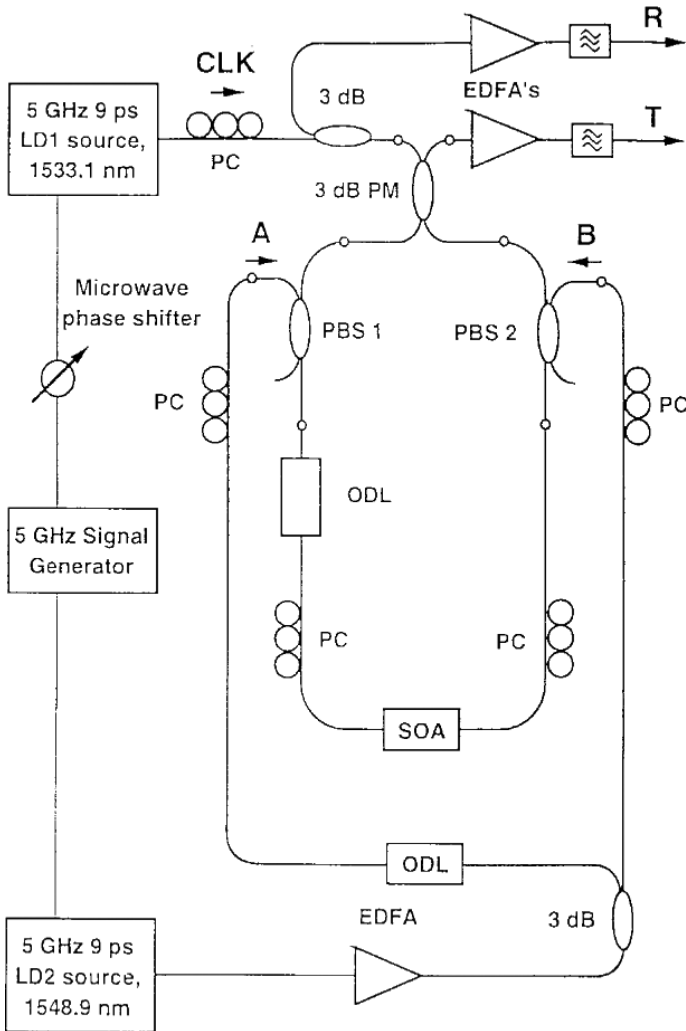 R
CLK
3 dB
EDFA's
5 GHz 9 ps
LD1 source,
1533.1 nm
T
PC
3 dB PM
A
B
Microwave
phase shifter
PBS 1
PBS 2
PC
PC
ODL
5 GHz Signal
Generator
PC
PC
SOA
ODL
EDFA
3 dB
5 GHz 9 ps
LD2 source,
1548.9 nm